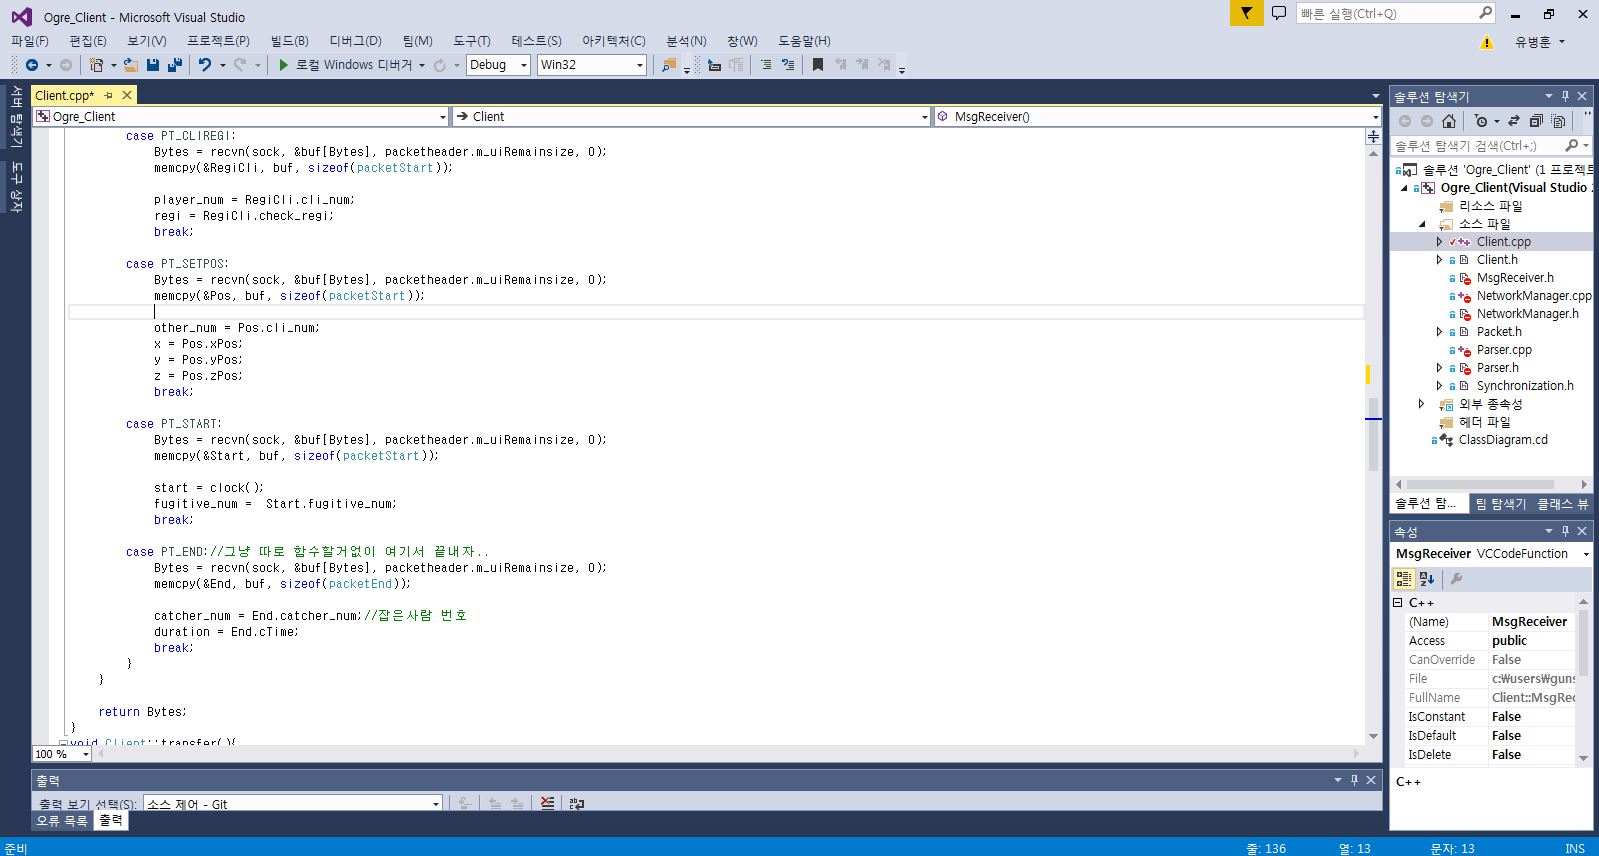 Ogre_Client - Microsoft Visual Studio
빠른 실행(Ctrl+Q)
파일(F) 편집(E) 보기(V) 프로젝트(P) 빌드(B) 디버그(D) 팀(M) 도구(T) 테스트(S) 아키텍처(C) 분석(N) 창(W) 도움말(H)
유병훈
로컬 Windows 디버거 Debug Win32
서버 탐색기
도구 상자
Client.cpp*
Ogre_Client Client MsgReceiver()
case PT_CLIREGI:
Bytes = recvn(sock, &buf[Bytes], packetheader.m_uiRemainsize, 0);
memcpy(&RegiCli, buf, sizeof(packetStart));
player_num = RegiCli.cli_num;
regi = RegiCli.check_regi;
break;
case PT_SETPOS:
Bytes = recvn(sock, &buf[Bytes], packetheader.m_uiRemainsize, 0);
memcpy(&Pos, buf, sizeof(packetStart));
other_num = Pos.cli_num;
x = Pos.xPos;
y = Pos.yPos;
z = Pos.zPos;
break;
case PT_START:
Bytes = recvn(sock, &buf[Bytes], packetheader.m_uiRemainsize, 0);
memcpy(&Start, buf, sizeof(packetStart));
start = clock();
fugitive_num =  Start.fugitive_num;
break;
case PT_END://그냥 따로 함수할거없이 여기서 끝내자..
Bytes = recvn(sock, &buf[Bytes], packetheader.m_uiRemainsize, 0);
memcpy(&End, buf, sizeof(packetEnd));
catcher_num = End.catcher_num;//잡은사람 번호
duration = End.cTime;
break;
}
}
return Bytes;
}
void Client::transfer(){
100 %
출력
출력 보기 선택(S): 소스 제어 - Git
오류 목록 출력
솔루션 탐색기
솔루션 탐색기 검색(Ctrl+;)
솔루션 'Ogre_Client' (1 프로젝트
Ogre_Client(Visual Studio 2
리소스 파일
소스 파일
Client.cpp
Client.h
MsgReceiver.h
NetworkManager.cpp
NetworkManager.h
Packet.h
Parser.cpp
Parser.h
Synchronization.h
외부 종속성
헤더 파일
ClassDiagram.cd
솔루션 탐... 팀 탐색기 클래스 뷰
속성
MsgReceiver VCCodeFunction
C++
(Name) MsgReceiver
Access public
CanOverride False
File c:\users\guns
FullName Client::MsgRec
IsConstant False
IsDefault False
IsDelete False
C++
준비 줄: 136 열: 13 문자: 13 INS